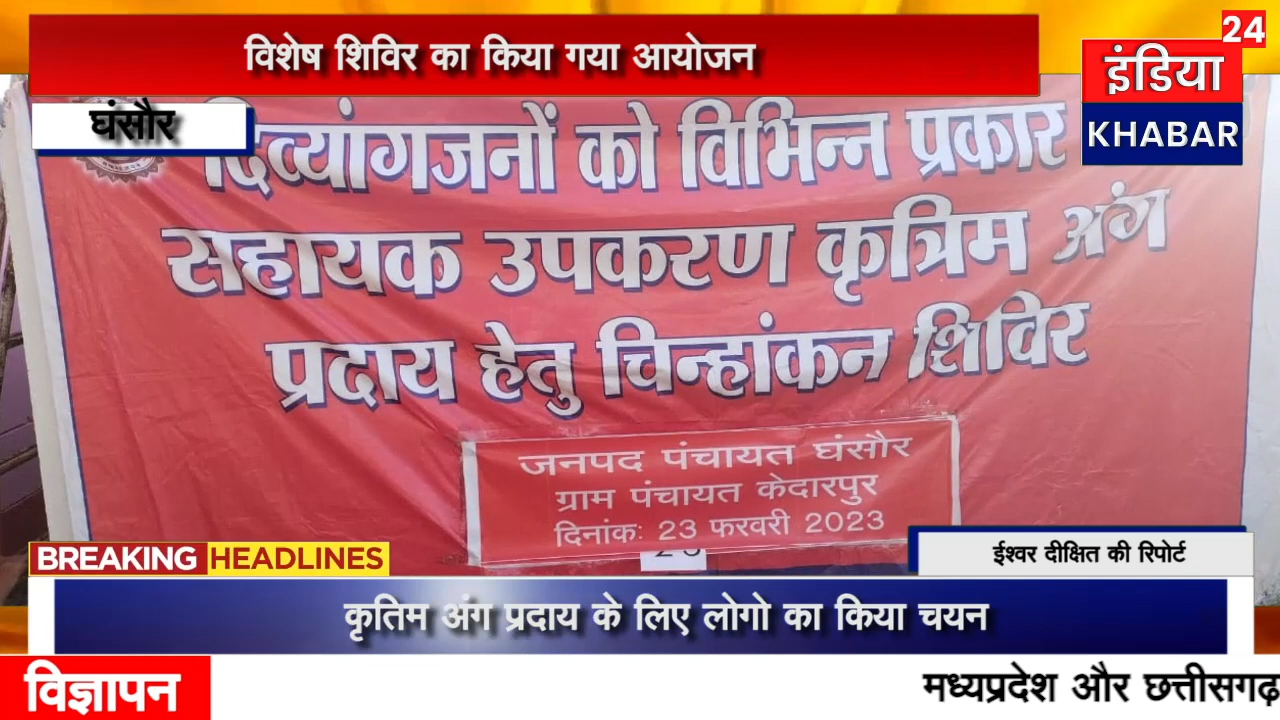 24
विशेष शिविर का किया गया आयोजन
इंडिया
KHABAR
घंसौर
दिव्यांगजनों को विभिन्न प्रकार
सहायक उपकरण कृत्रिम अंग
प्रदाय हेतु चिन्हांकन शिविर
जनपद पंचायत घंसौर
ग्राम पंचायत केदारपुर
दिनांकः 23 फरवरी 2023
BREAKING HEADLINES
ईश्वर दीक्षित की रिपोर्ट
कृतिम अंग प्रदाय के लिए लोगो का किया चयन
विज्ञापन
मध्यप्रदेश और छत्तीसगढ़